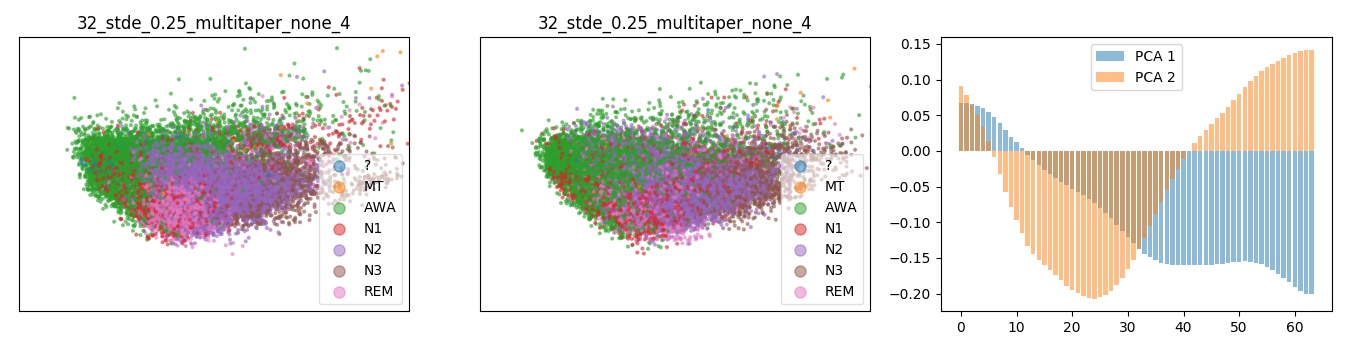 32_stde_0.25_multitaper_none_4
?
MT
AWA
N1
N2
N3
REM
32_stde_0.25_multitaper_none_4
?
MT
AWA
N1
N2
N3
REM
PCA 1
PCA 2
0.15
0.10
0.05
0.00
−0.05
−0.10
−0.15
−0.20
0 10 20 30 40 50 60